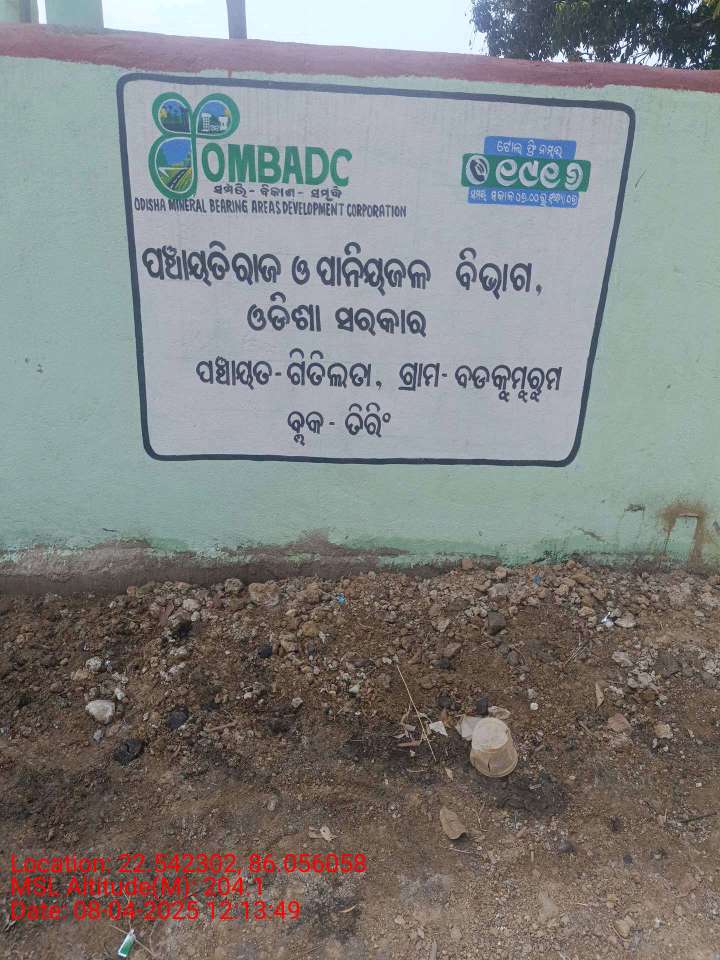 OMBADC
ସମ୍ପତ୍ତି - ବିକାଶ - ସମୃଦ୍ଧି
ODISHA MINERAL BEARING AREAS DEVELOPMENT CORPORATION
ଟୋଲ୍ ଫ୍ରି ନମ୍ବର
୧୯୧୬
ପଞ୍ଚାୟତିରାଜ ଓ ପାନିୟଜଳ ବିଭାଗ,
ଓଡିଶା ସରକାର
ପଞ୍ଚାୟତ - ଗିତିଲତା, ଗ୍ରାମ - ବଡକୁମୁରୁମ
ବ୍ଲକ - ତିରିଂ
Location: 22.542302, 86.056058
MSL Altitude(M): 204.1
Date: 08-04-2025 12:13:49